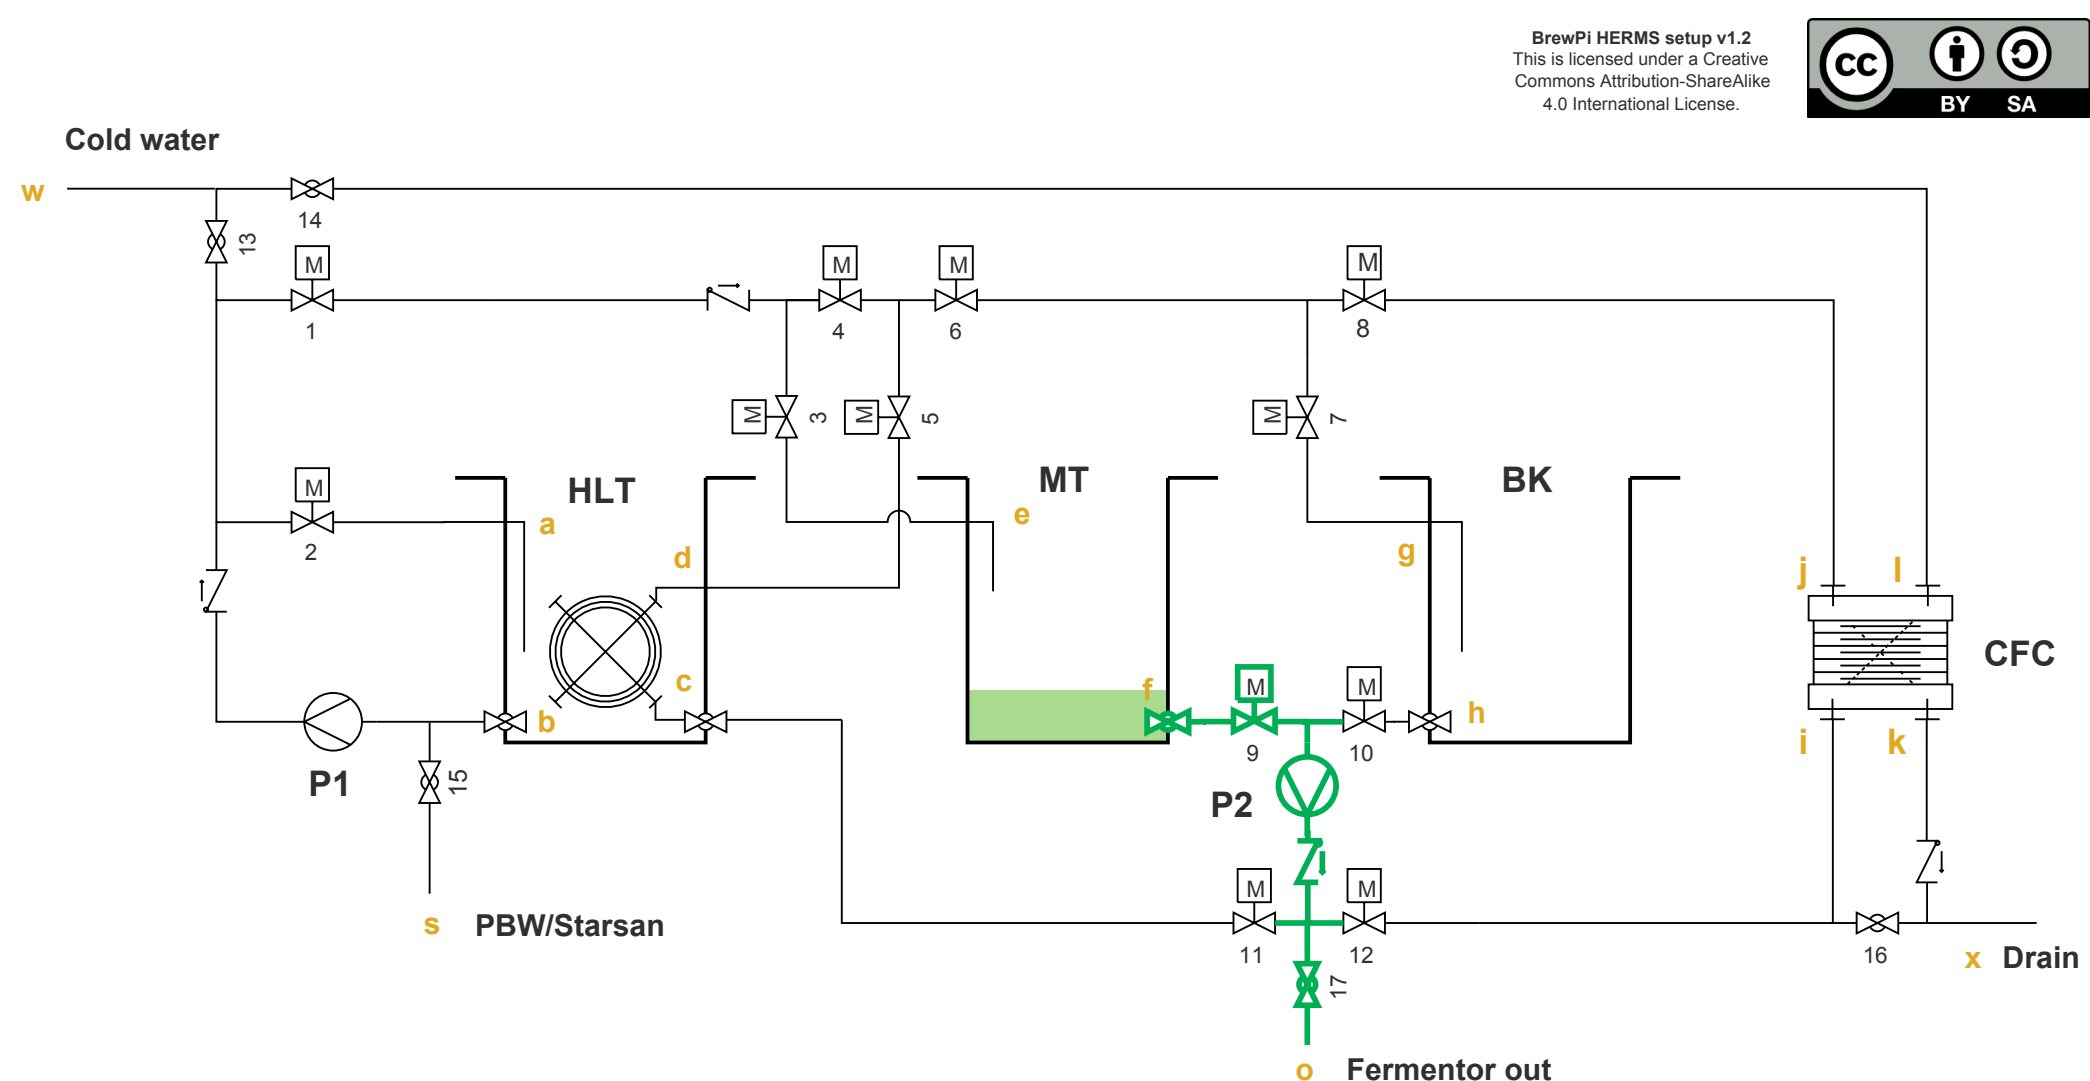 BrewPi HERMS setup v1.2
This is licensed under a Creative
Commons Attribution-ShareAlike
4.0 International License.
cc
BY SA
Cold water
w
14
13
M
M
M
M
1
4
6
8
M
3
M
5
M
7
M
HLT
MT
BK
a
e
2
d
g
j
l
CFC
c
f
M
M
b
h
i
k
9
10
P1
15
P2
M
M
s
PBW/Starsan
11
12
16
x
Drain
17
o
Fermentor out